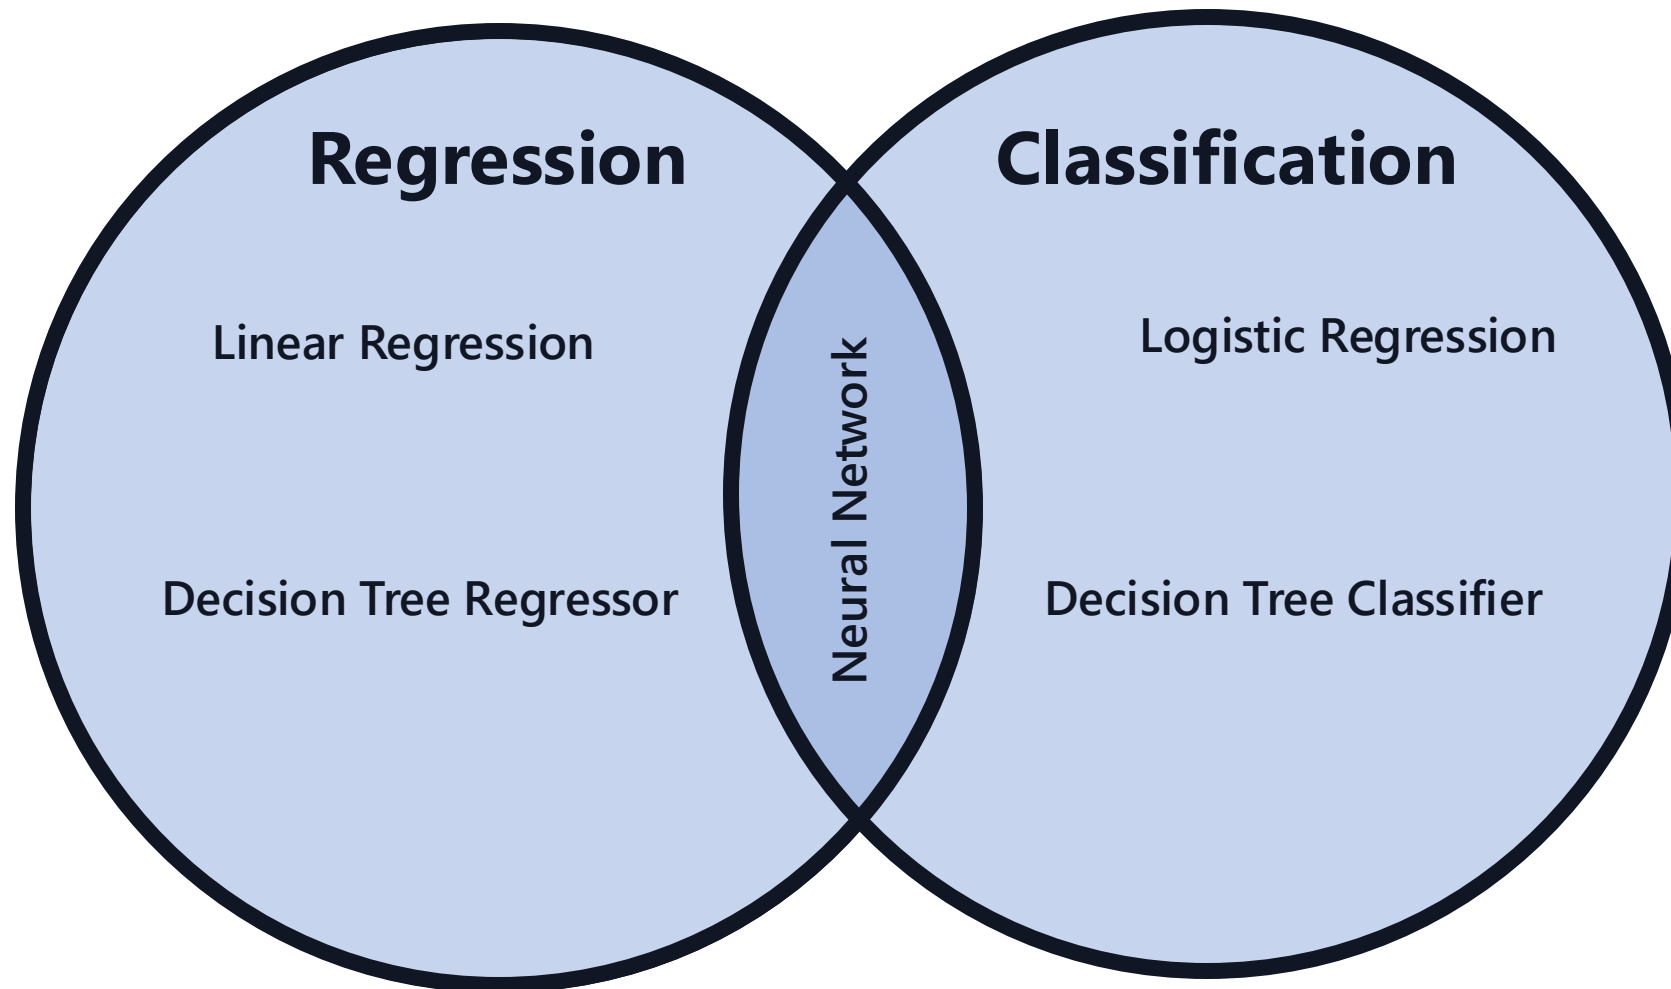 Regression
Classification
Linear Regression
Logistic Regression
Neural Network
Decision Tree Regressor
Decision Tree Classifier